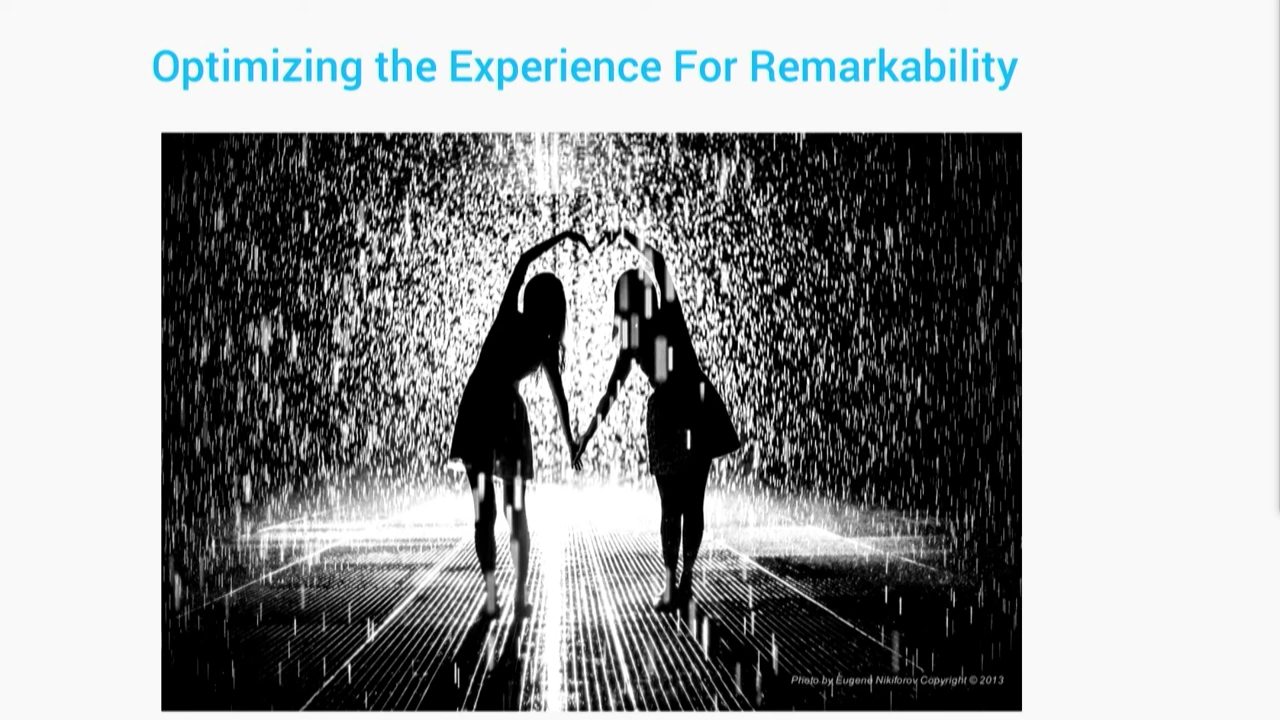 Optimizing the Experience For Remarkability
Photo by Eugene Nikiforov Copyright © 2013